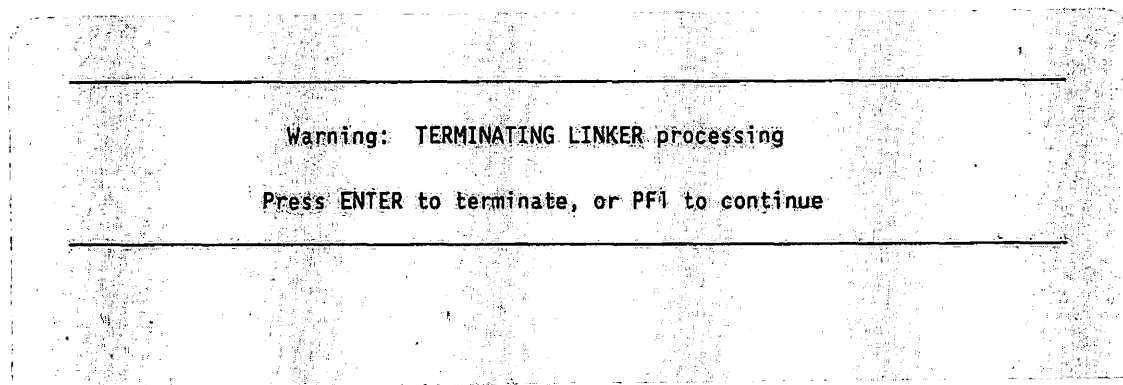 Warning: TERMINATING LINKER processing
Press ENTER to terminate, or PF1 to continue